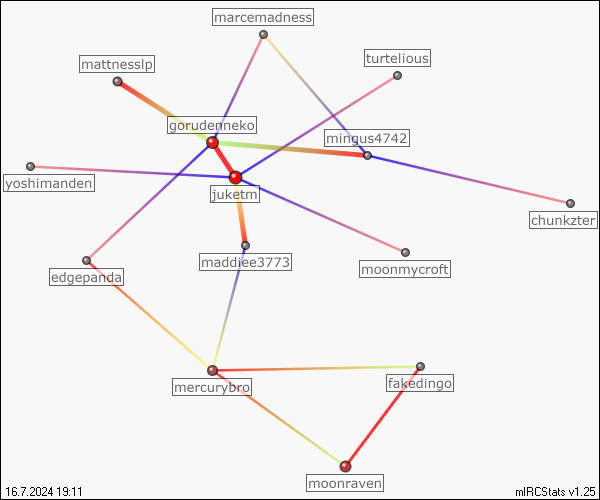 marcemadness
mattnesslp
turtelious
gorudenneko
mingus4742
yoshimanden
juketm
chunkzter
maddiee3773
moonmycroft
edgepanda
mercurybro
fakedingo
moonraven
16.7.2024 19:11
mIRCStats v1.25